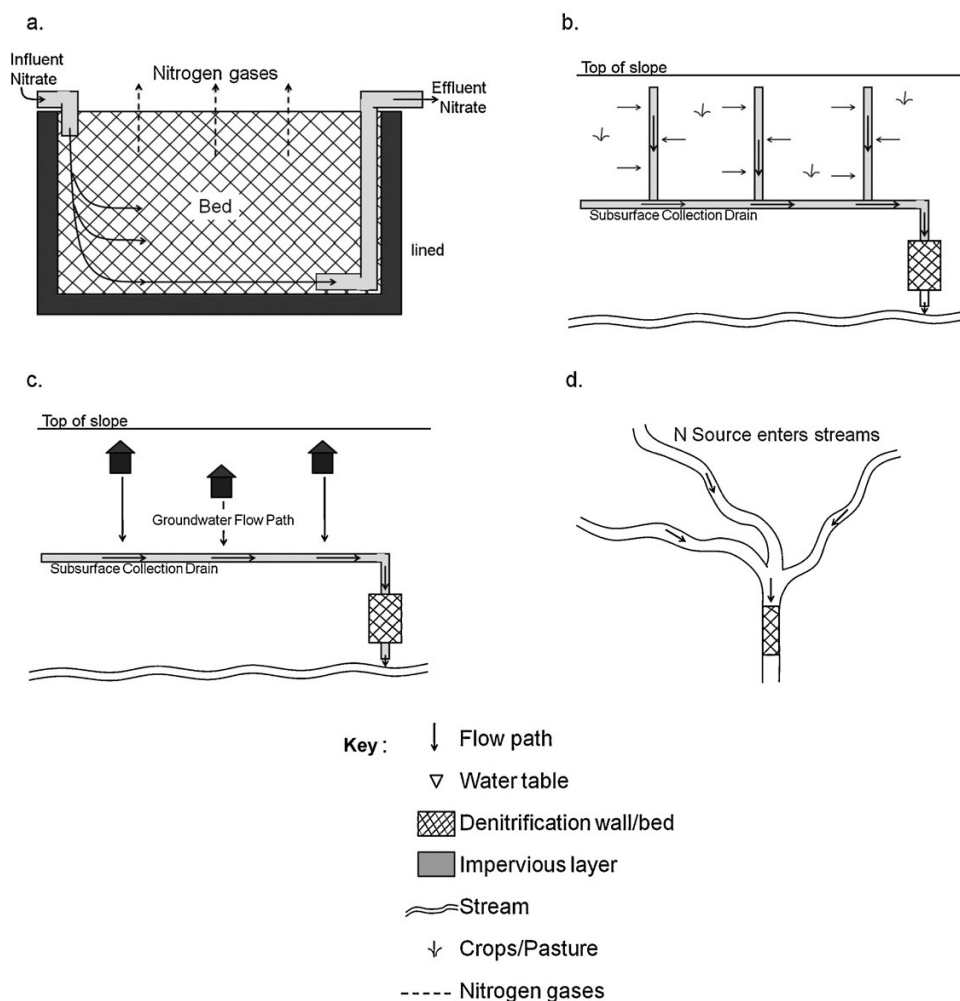 a.
Influent
Nitrate
Nitrogen gases
Effluent
Nitrate
Bed
lined
b.
Top of slope
Subsurface Collection Drain
c.
Top of slope
Groundwater Flow Path
Subsurface Collection Drain
d.
N Source enters streams
Key :
Flow path
Water table
Denitrification wall/bed
Impervious layer
Stream
Crops/Pasture
Nitrogen gases